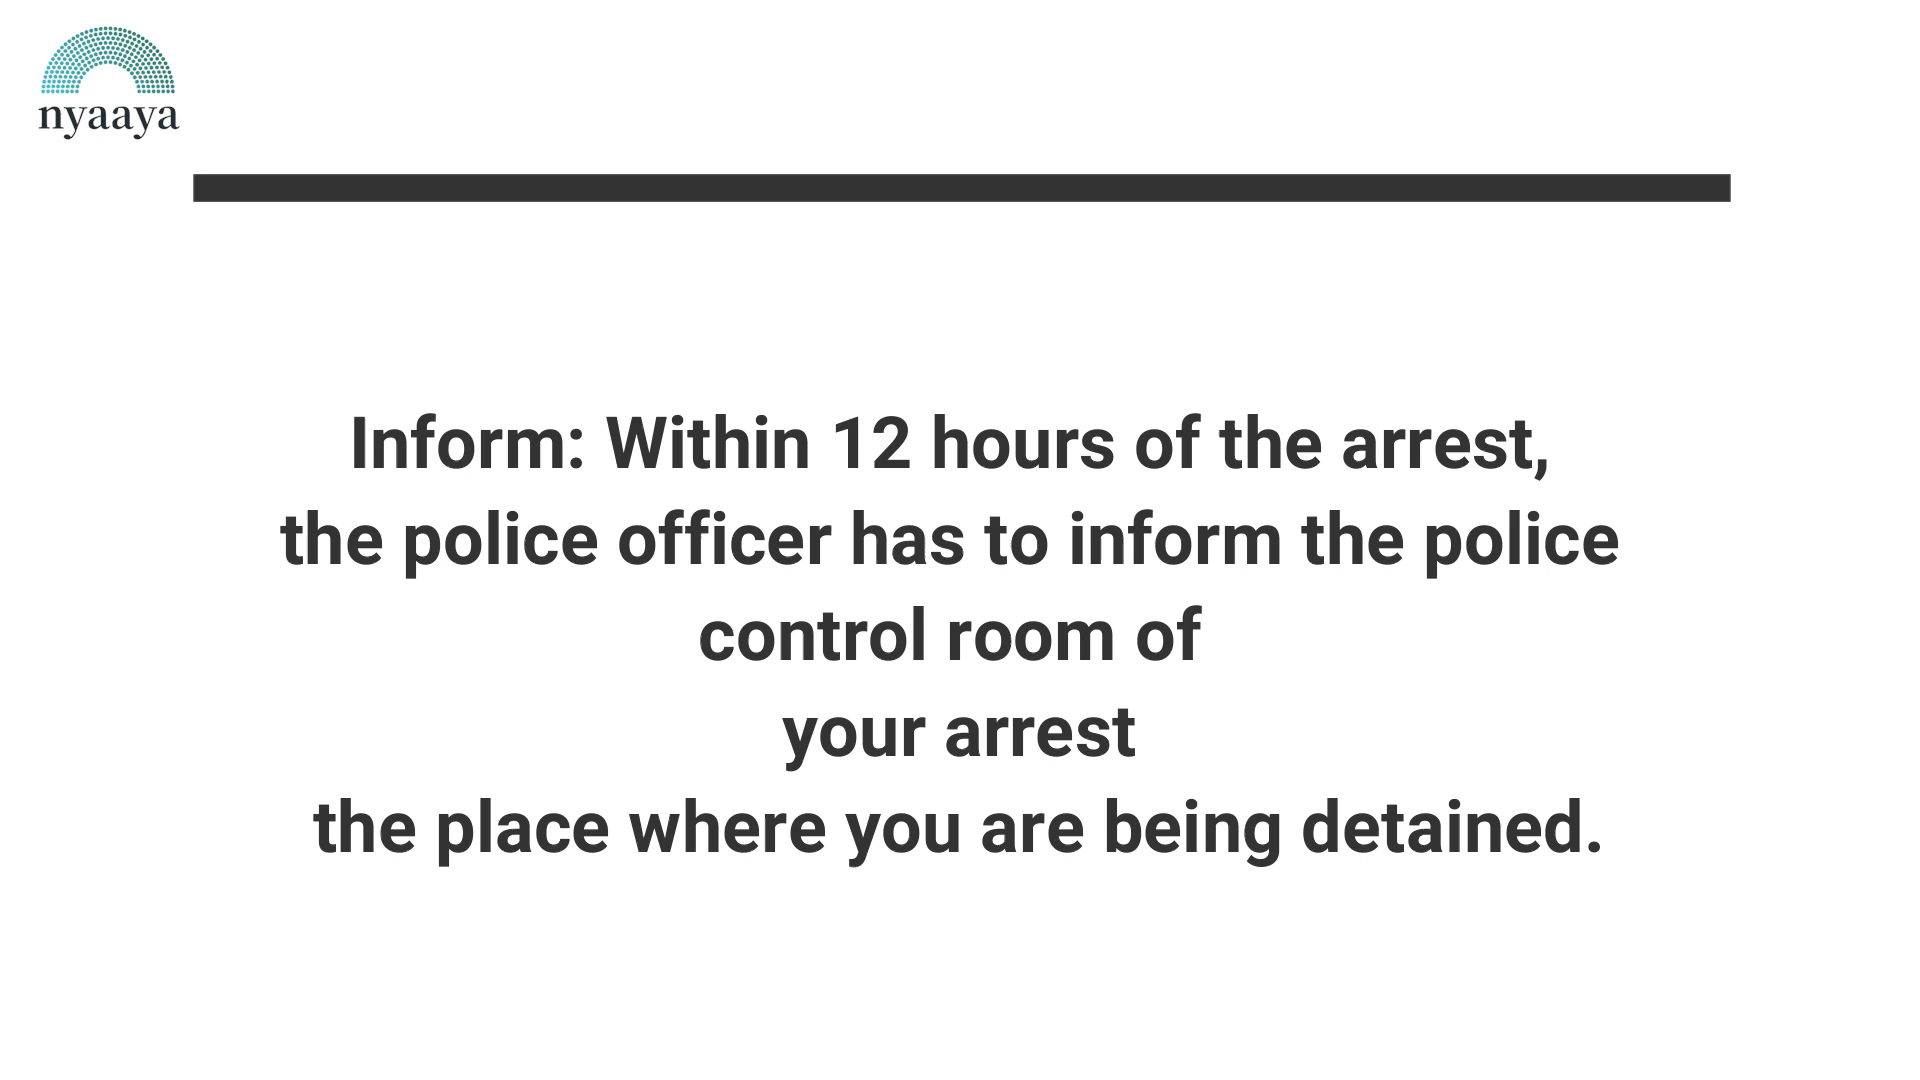 nyaaya
Inform: Within 12 hours of the arrest,
the police officer has to inform the police
control room of
your arrest
the place where you are being detained.